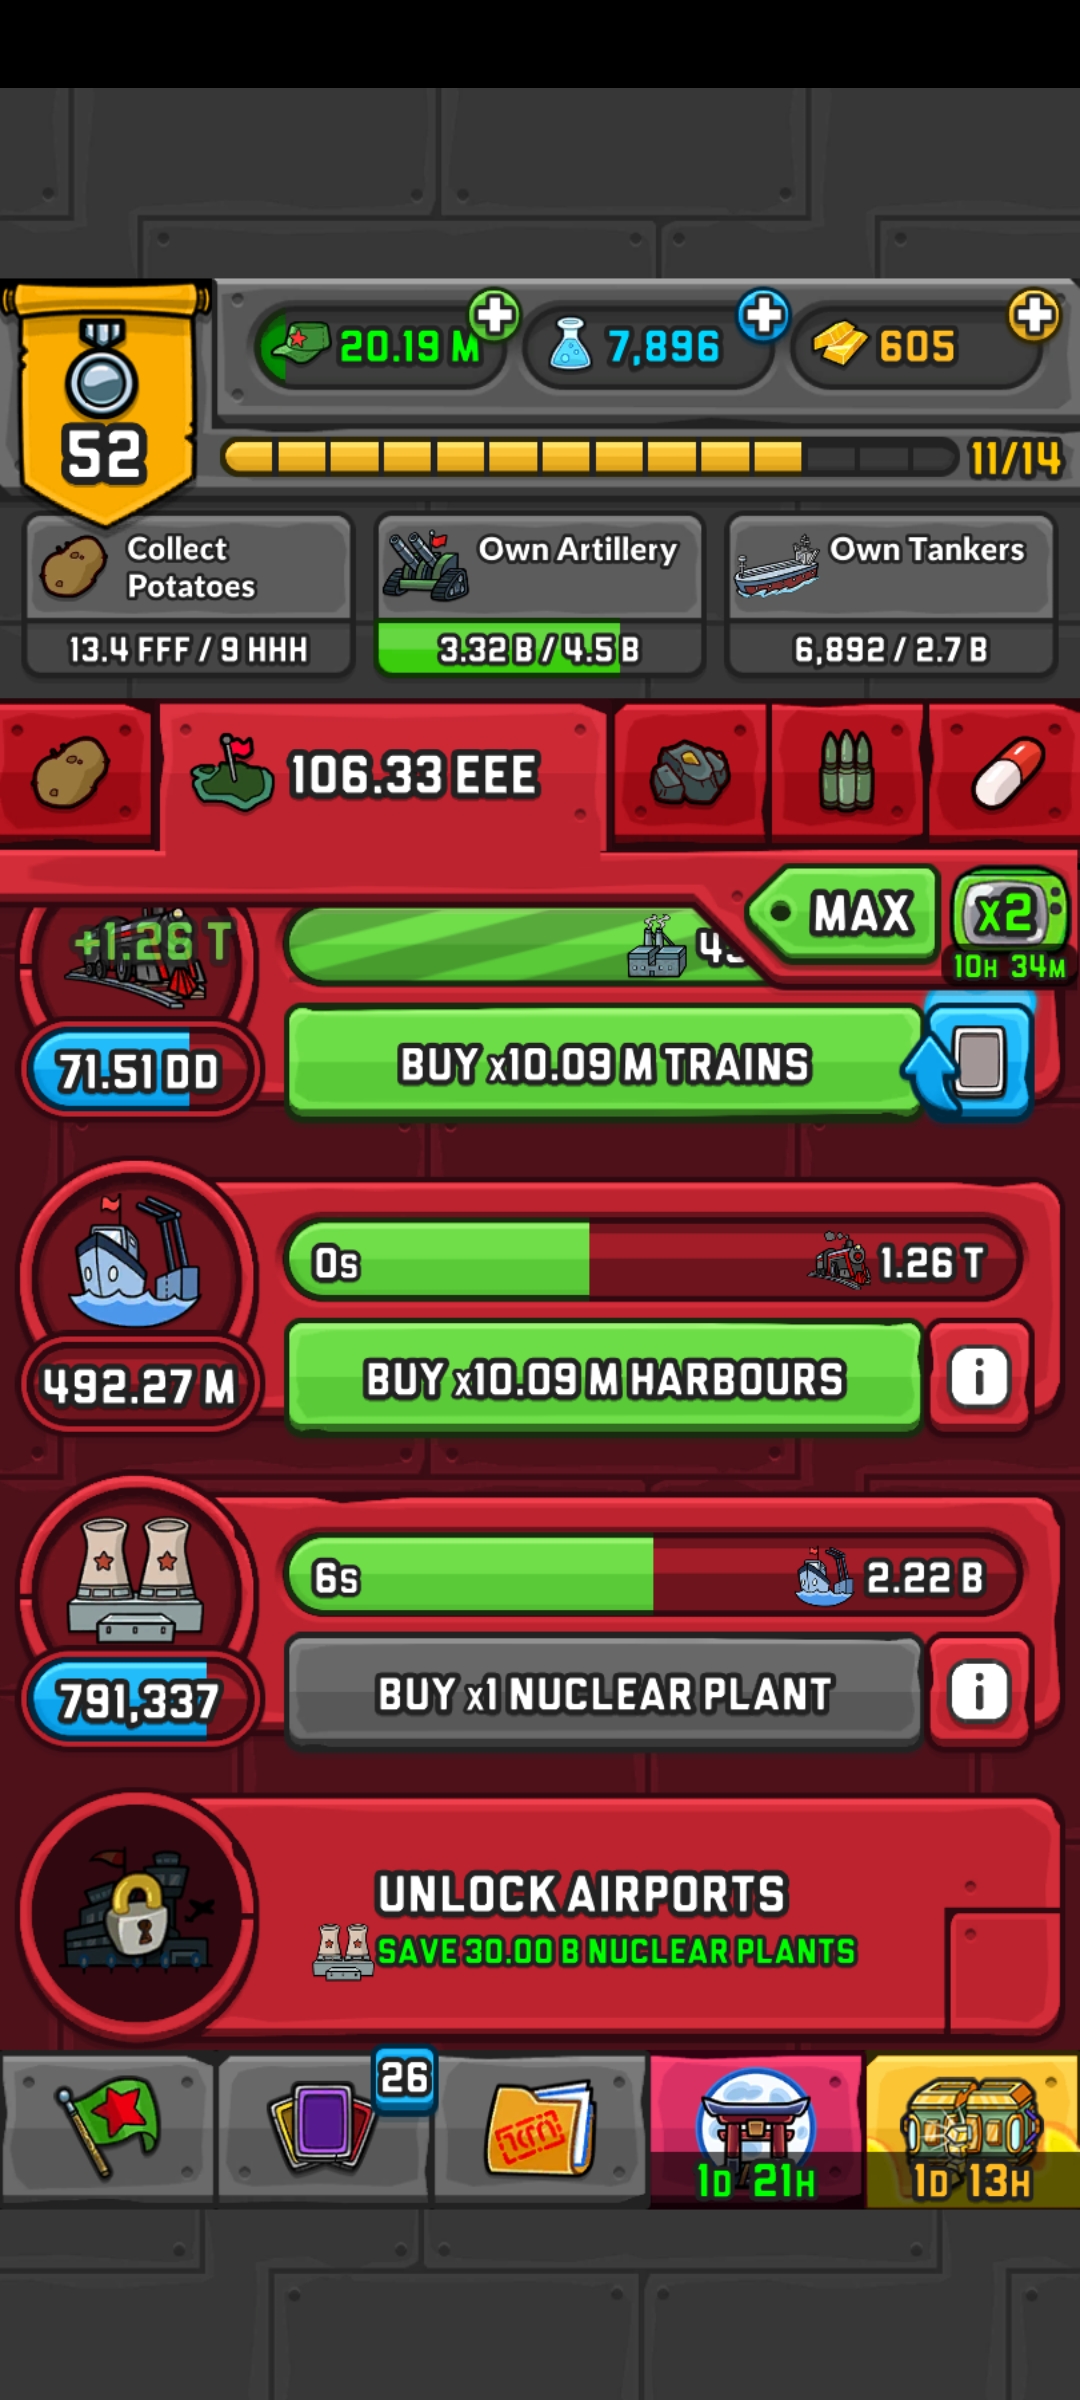 20.19 M
7,896
605
52
11/14
Collect
Potatoes
13.4 FFF / 9 HHH
Own Artillery
3.32 B / 4.5 B
Own Tankers
6,892 / 2.7 B
106.33 EEE
MAX
x2
10H 34M
+1.26 T
71.51 DD
BUY x10.09 M TRAINS
0s
1.26 T
492.27 M
BUY x10.09 M HARBOURS
i
6s
2.22 B
791,337
BUY x1 NUCLEAR PLANT
i
UNLOCK AIRPORTS
SAVE 30.00 B NUCLEAR PLANTS
26
1D 21H
1D 13H